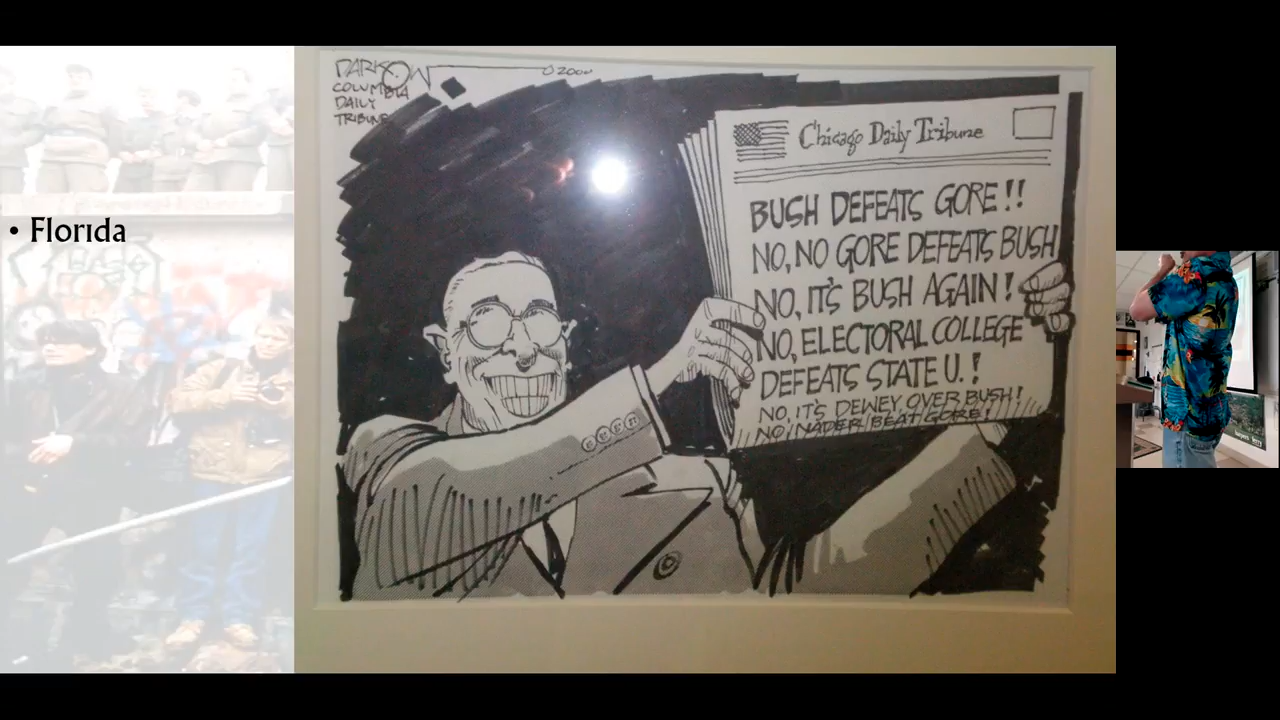 • Florida
DARKOW
© 2000
COLUMBIA
DAILY
TRIBUNE
Chicago Daily Tribune
BUSH DEFEATS GORE!!
NO, NO GORE DEFEATS BUSH
NO, IT'S BUSH AGAIN!
NO, ELECTORAL COLLEGE
DEFEATS STATE U.!
NO, IT'S DEWEY OVER BUSH!
NO, NADER BEAT GORE!